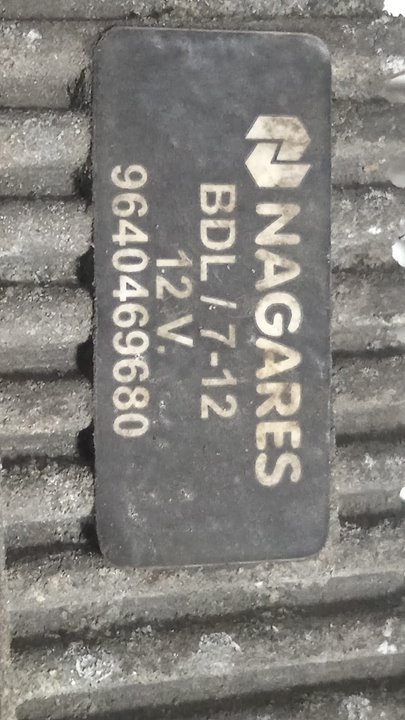 NAGARES
BDL / 7-12
12 V.
9640469680